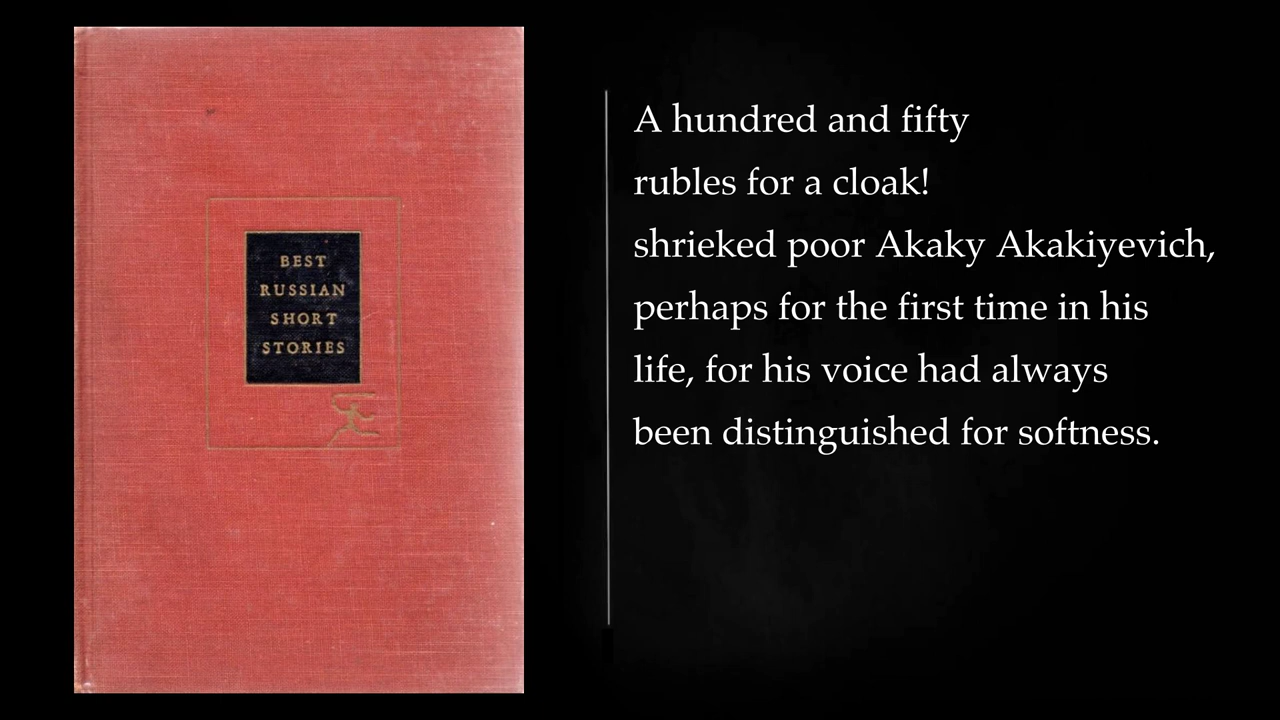 BEST
RUSSIAN
SHORT
STORIES
A hundred and fifty
rubles for a cloak!
shrieked poor Akaky Akakiyevich,
perhaps for the first time in his
life, for his voice had always
been distinguished for softness.